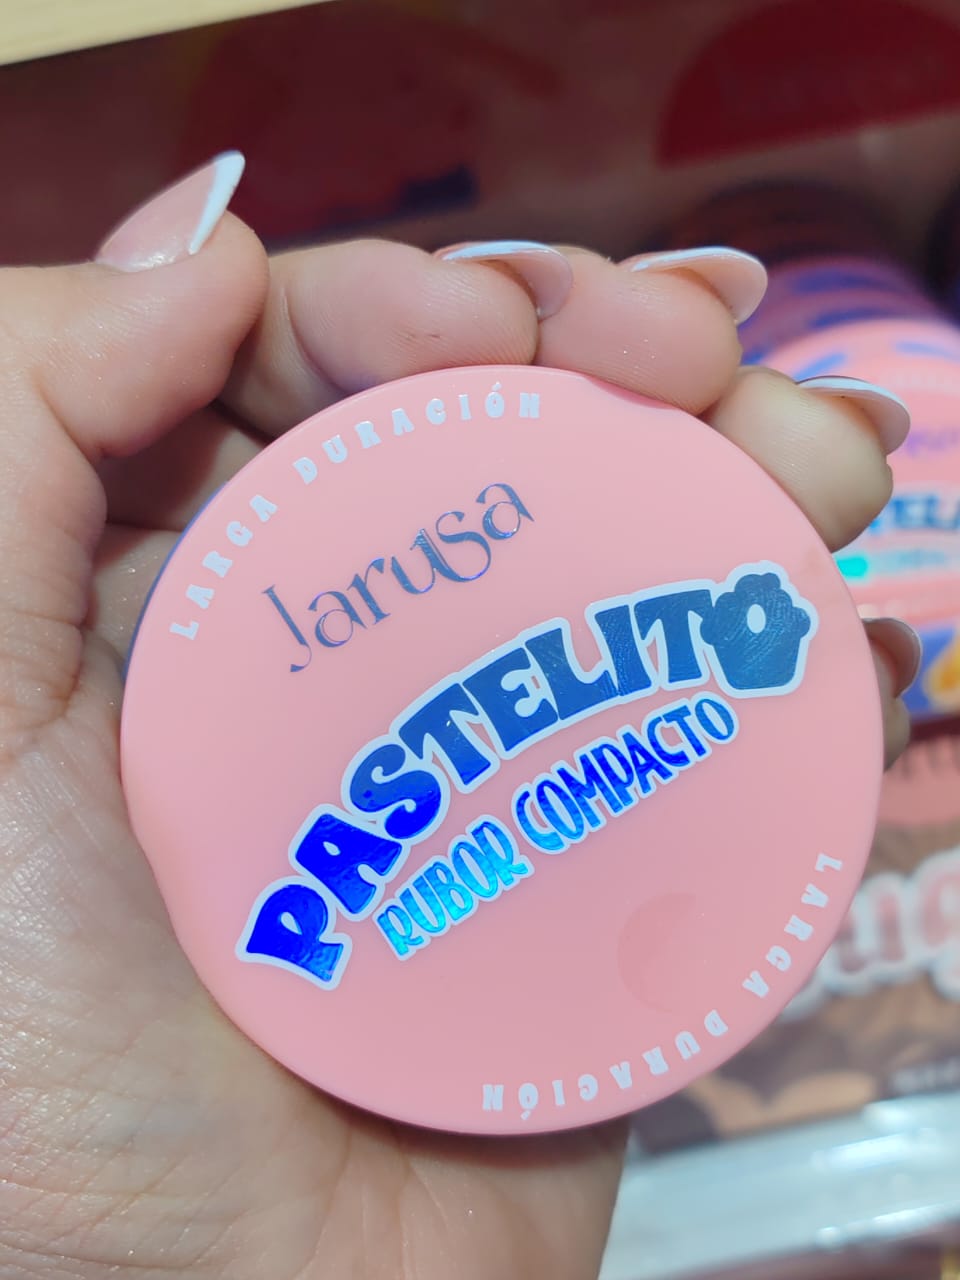 LARGA DURACIÓN
Jarusa
PASTELITO
RUBOR COMPACTO
LARGA DURACIÓN